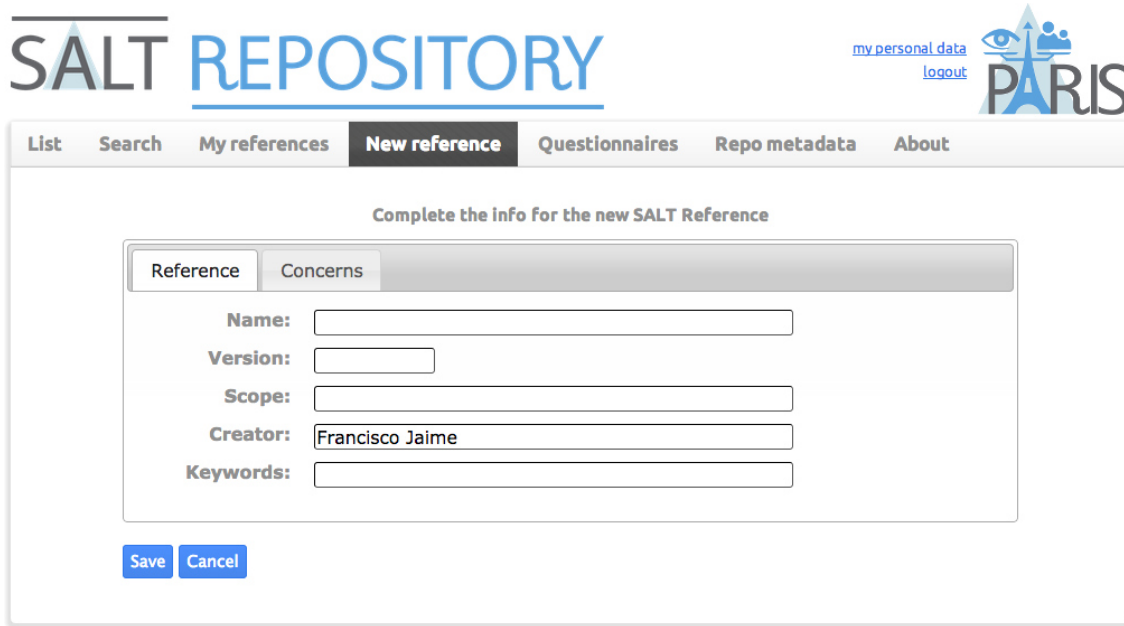 SALT REPOSITORY
my personal data
logout
PARIS
List Search My references New reference Questionnaires Repo metadata About
Complete the info for the new SALT Reference
Reference Concerns
Name:
Version:
Scope:
Creator: Francisco Jaime
Keywords:
Save Cancel